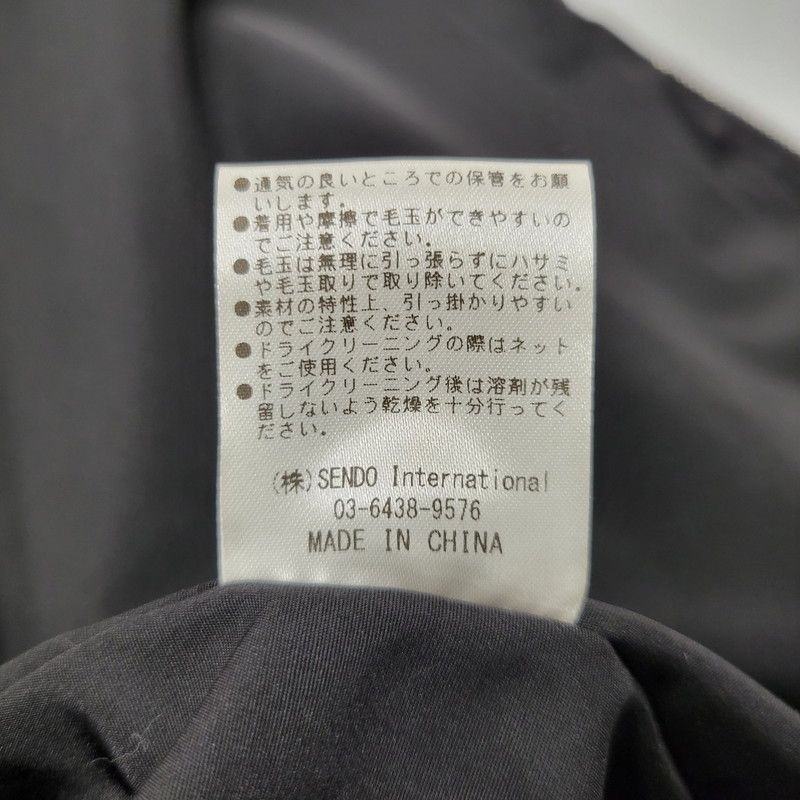 ●通気の良いところでの保管をお願
いします。
●着用や摩擦で毛玉ができやすいの
でご注意ください。
●毛玉は無理に引っ張らずにハサミ
や毛玉取りで取り除いてください。
●素材の特性上、引っ掛かりやすい
のでご注意ください。
●ドライクリーニングの際はネット
をご使用ください。
●ドライクリーニング後は溶剤が残
留しないよう乾燥を十分行ってく
ださい。
(株)SENDO International
03-6438-9576
MADE IN CHINA